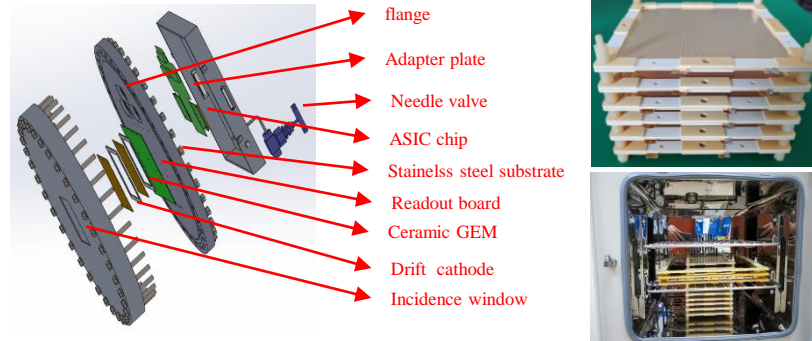 flange
Adapter plate
Needle valve
ASIC chip
Stainelss steel substrate
Readout board
Ceramic GEM
Drift cathode
Incidence window